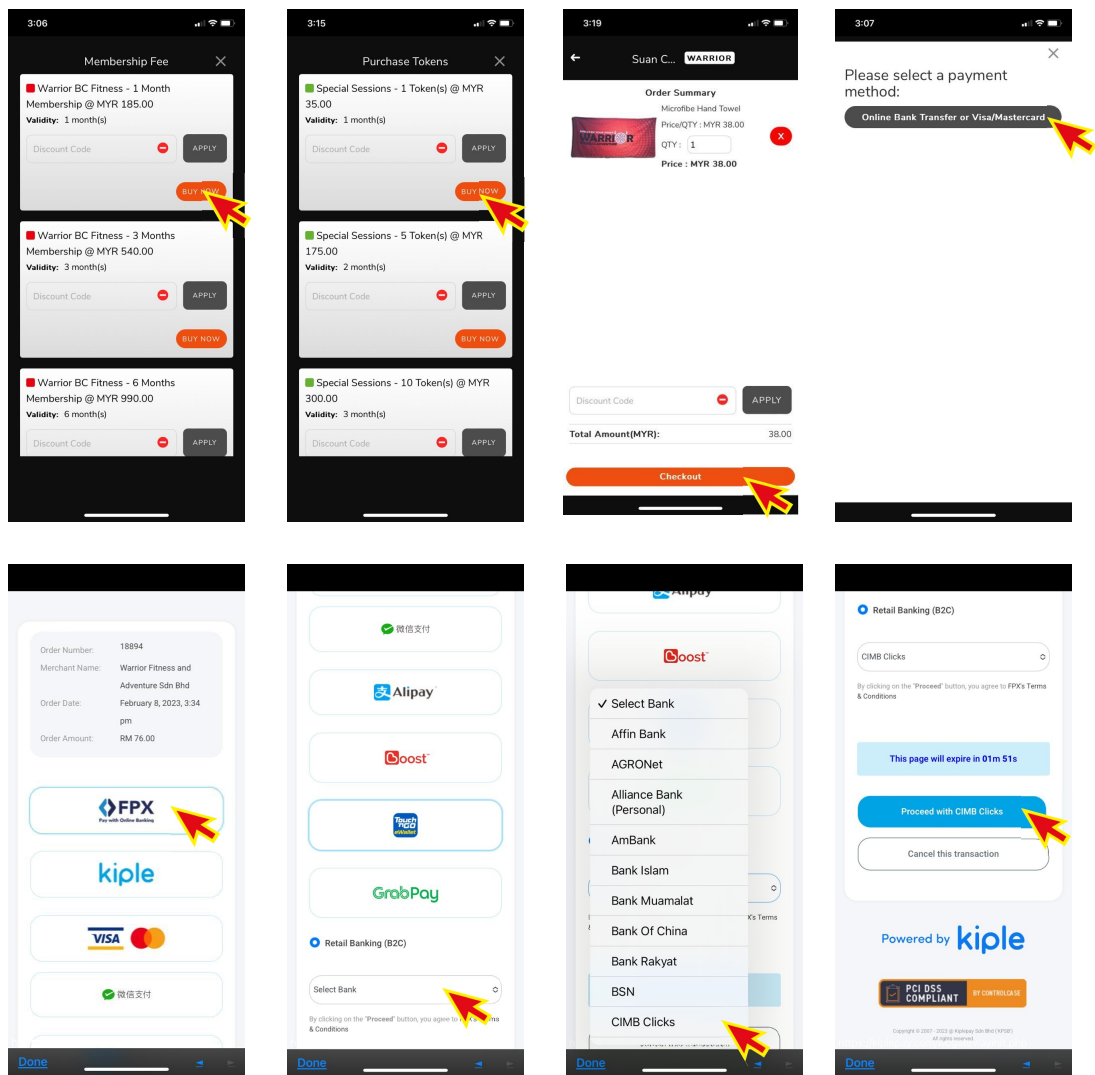 3:06
Membership Fee
Warrior BC Fitness - 1 Month
Membership @ MYR 185.00
Validity: 1 month(s)
Discount Code
APPLY
BUY NOW
Warrior BC Fitness - 3 Months
Membership @ MYR 540.00
Validity: 3 month(s)
Discount Code
APPLY
BUY NOW
Warrior BC Fitness - 6 Months
Membership @ MYR 990.00
Validity: 6 month(s)
Discount Code
APPLY
3:15
Purchase Tokens
Special Sessions - 1 Token(s) @ MYR
35.00
Validity: 1 month(s)
Discount Code
APPLY
BUY NOW
Special Sessions - 5 Token(s) @ MYR
175.00
Validity: 2 month(s)
Discount Code
APPLY
BUY NOW
Special Sessions - 10 Token(s) @ MYR
300.00
Validity: 3 month(s)
Discount Code
APPLY
3:19
Suan C... WARRIOR
Order Summary
Microfibe Hand Towel
Price/QTY : MYR 38.00
WARRIOR
X
QTY : 1
Price : MYR 38.00
Discount Code
APPLY
Total Amount(MYR): 38.00
Checkout
3:07
Please select a payment
method:
Online Bank Transfer or Visa/Mastercard
Order Number: 18894
Merchant Name: Warrior Fitness and
Adventure Sdn Bhd
Order Date: February 8, 2023, 3:34
pm
Order Amount: RM 76.00
FPX
Pay with Online Banking
kiple
VISA
微信支付
Done
微信支付
Alipay
Boost
Touch
'nGO
eWallet
GrabPay
Retail Banking (B2C)
Select Bank
By clicking on the "Proceed" button, you agree to
& Conditions
Done
Alipay
Boost
✓ Select Bank
Affin Bank
AGRONet
Alliance Bank
(Personal)
AmBank
Bank Islam
Bank Muamalat
Bank Of China
X's Terms
Bank Rakyat
BSN
CIMB Clicks
Done
Retail Banking (B2C)
CIMB Clicks
By clicking on the "Proceed" button, you agree to FPX's Terms
& Conditions
This page will expire in 01m 51s
Proceed with CIMB Clicks
Cancel this transaction
Powered by kiple
PCI DSS
COMPLIANT
BY CONTROLCASE
Copyright © 2007 - 2023 @ Kiplepay Sdn Bhd ('KPSB')
All rights reserved.
Done